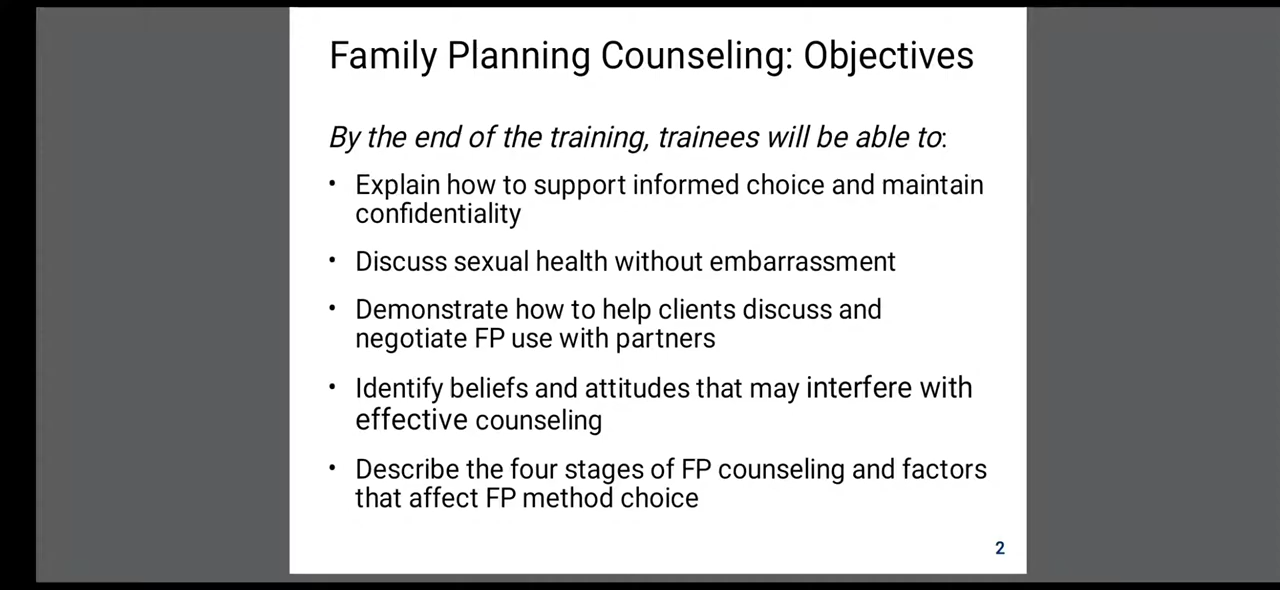 Family Planning Counseling: Objectives
By the end of the training, trainees will be able to:
• Explain how to support informed choice and maintain
confidentiality
• Discuss sexual health without embarrassment
• Demonstrate how to help clients discuss and
negotiate FP use with partners
• Identify beliefs and attitudes that may interfere with
effective counseling
• Describe the four stages of FP counseling and factors
that affect FP method choice
2